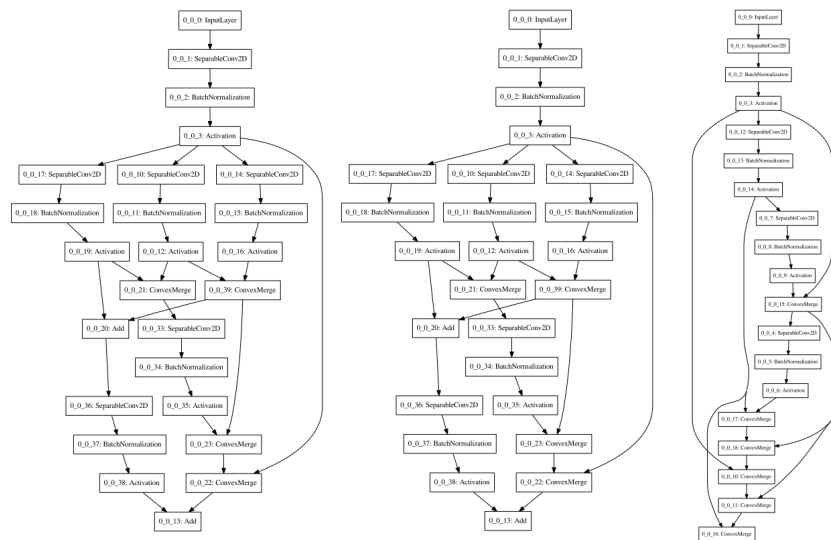 0_0_0: InputLayer
0_0_1: SeparableConv2D
0_0_2: BatchNormalization
0_0_3: Activation
0_0_17: SeparableConv2D
0_0_10: SeparableConv2D
0_0_14: SeparableConv2D
0_0_18: BatchNormalization
0_0_11: BatchNormalization
0_0_15: BatchNormalization
0_0_19: Activation
0_0_12: Activation
0_0_16: Activation
0_0_21: ConvexMerge
0_0_39: ConvexMerge
0_0_20: Add
0_0_33: SeparableConv2D
0_0_34: BatchNormalization
0_0_36: SeparableConv2D
0_0_35: Activation
0_0_37: BatchNormalization
0_0_23: ConvexMerge
0_0_38: Activation
0_0_22: ConvexMerge
0_0_13: Add
0_0_0: InputLayer
0_0_1: SeparableConv2D
0_0_2: BatchNormalization
0_0_3: Activation
0_0_17: SeparableConv2D
0_0_10: SeparableConv2D
0_0_14: SeparableConv2D
0_0_18: BatchNormalization
0_0_11: BatchNormalization
0_0_15: BatchNormalization
0_0_19: Activation
0_0_12: Activation
0_0_16: Activation
0_0_21: ConvexMerge
0_0_39: ConvexMerge
0_0_20: Add
0_0_33: SeparableConv2D
0_0_34: BatchNormalization
0_0_36: SeparableConv2D
0_0_35: Activation
0_0_37: BatchNormalization
0_0_23: ConvexMerge
0_0_38: Activation
0_0_22: ConvexMerge
0_0_13: Add
0_0_0: InputLayer
0_0_1: SeparableConv2D
0_0_2: BatchNormalization
0_0_3: Activation
0_0_12: SeparableConv2D
0_0_13: BatchNormalization
0_0_14: Activation
0_0_7: SeparableConv2D
0_0_8: BatchNormalization
0_0_9: Activation
0_0_15: ConvexMerge
0_0_4: SeparableConv2D
0_0_5: BatchNormalization
0_0_6: Activation
0_0_17: ConvexMerge
0_0_18: ConvexMerge
0_0_10: ConvexMerge
0_0_11: ConvexMerge
0_0_16: ConvexMerge